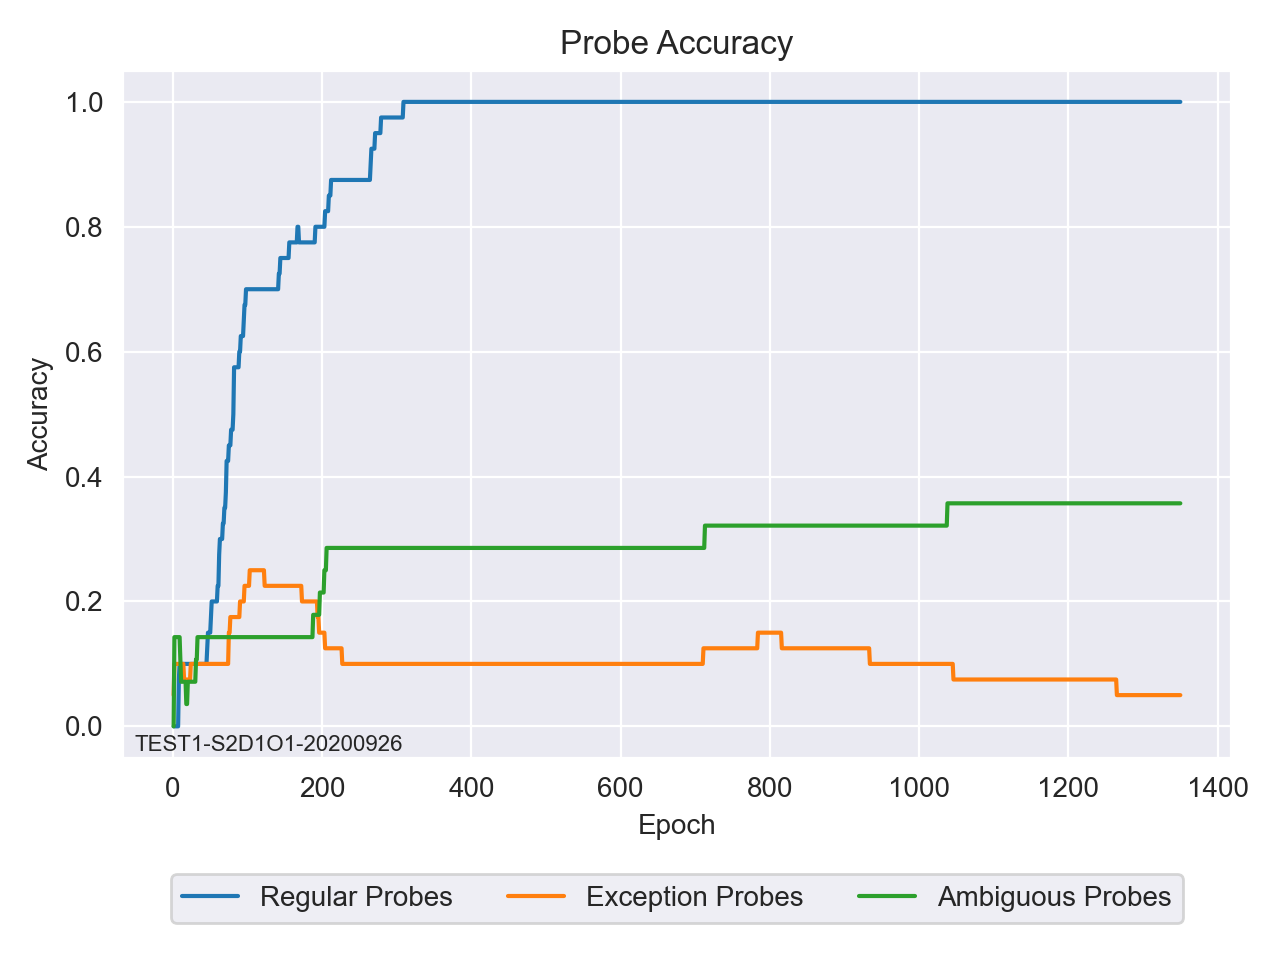 Probe Accuracy
1.0
0.8
0.6
0.4
0.2
0.0
Accuracy
TEST1-S2D1O1-20200926
0 200 400 600 800 1000 1200 1400
Epoch
Regular Probes Exception Probes Ambiguous Probes